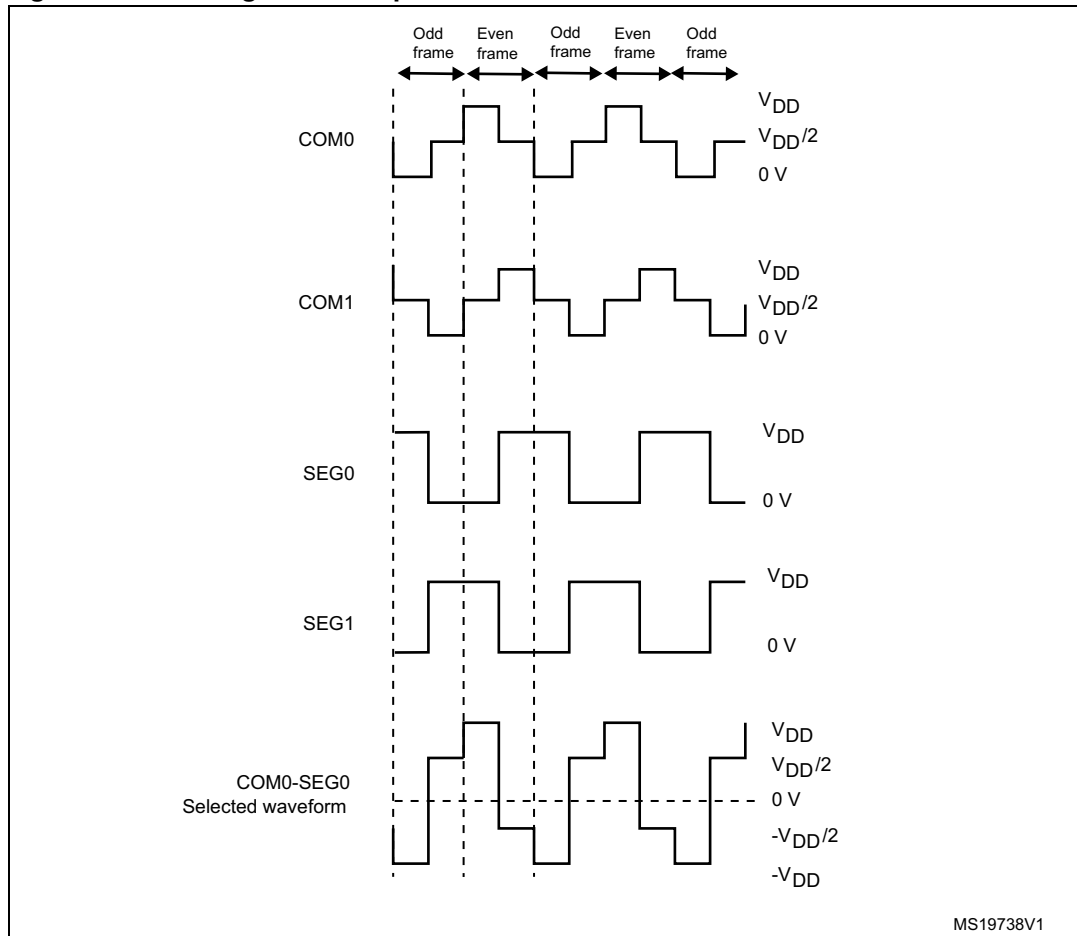 Odd frame
Even frame
Odd frame
Even frame
Odd frame
COM0
VDD
VDD/2
0 V
COM1
VDD
VDD/2
0 V
SEG0
VDD
0 V
SEG1
VDD
0 V
COM0-SEG0
Selected waveform
VDD
VDD/2
0 V
-VDD/2
-VDD
MS19738V1